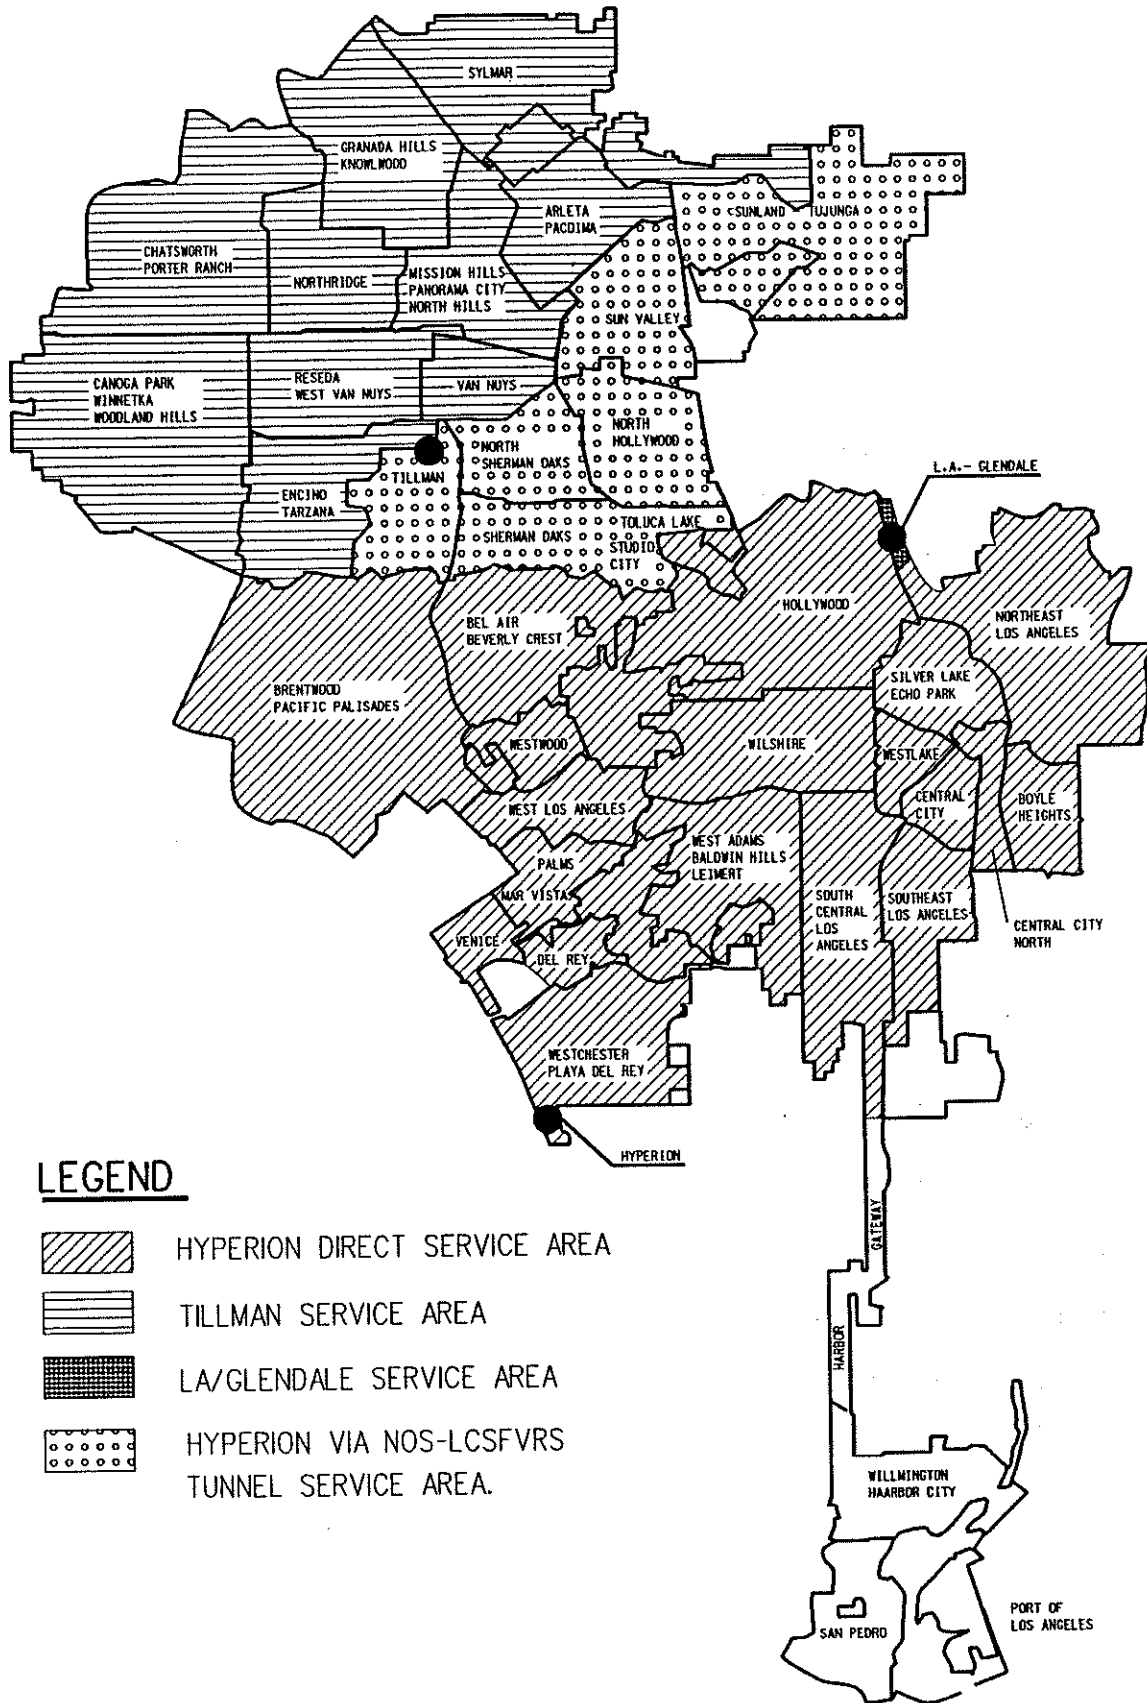 SYLMAR
GRANADA HILLS
KNOWLWOOD
ARLETA
PACOIMA
SUNLAND - TUJUNGA
CHATSWORTH
PORTER RANCH
NORTHRIDGE
MISSION HILLS
PANORAMA CITY
NORTH HILLS
SUN VALLEY
CANOGA PARK
WINNETKA
WOODLAND HILLS
RESEDA
WEST VAN NUYS
VAN NUYS
NORTH
SHERMAN OAKS
NORTH
HOLLYWOOD
TILLMAN
L.A.- GLENDALE
ENCINO
TARZANA
SHERMAN OAKS
TOLUCA LAKE
STUDIO
CITY
HOLLYWOOD
NORTHEAST
LOS ANGELES
BEL AIR
BEVERLY CREST
SILVER LAKE
ECHO PARK
BRENTWOOD
PACIFIC PALISADES
WESTWOOD
WILSHIRE
WESTLAKE
WEST LOS ANGELES
CENTRAL
CITY
BOYLE
HEIGHTS
WEST ADAMS
BALDWIN HILLS
LEIMERT
PALMS
MAR VISTA
SOUTH
CENTRAL
LOS
ANGELES
SOUTHEAST
LOS ANGELES
CENTRAL CITY
NORTH
VENICE
DEL REY
WESTCHESTER
PLAYA DEL REY
HYPERION
GATEWAY
HARBOR
LEGEND
HYPERION DIRECT SERVICE AREA
TILLMAN SERVICE AREA
LA/GLENDALE SERVICE AREA
HYPERION VIA NOS-LCSFVRS
TUNNEL SERVICE AREA.
WILLMINGTON
HAARBOR CITY
SAN PEDRO
PORT OF
LOS ANGELES